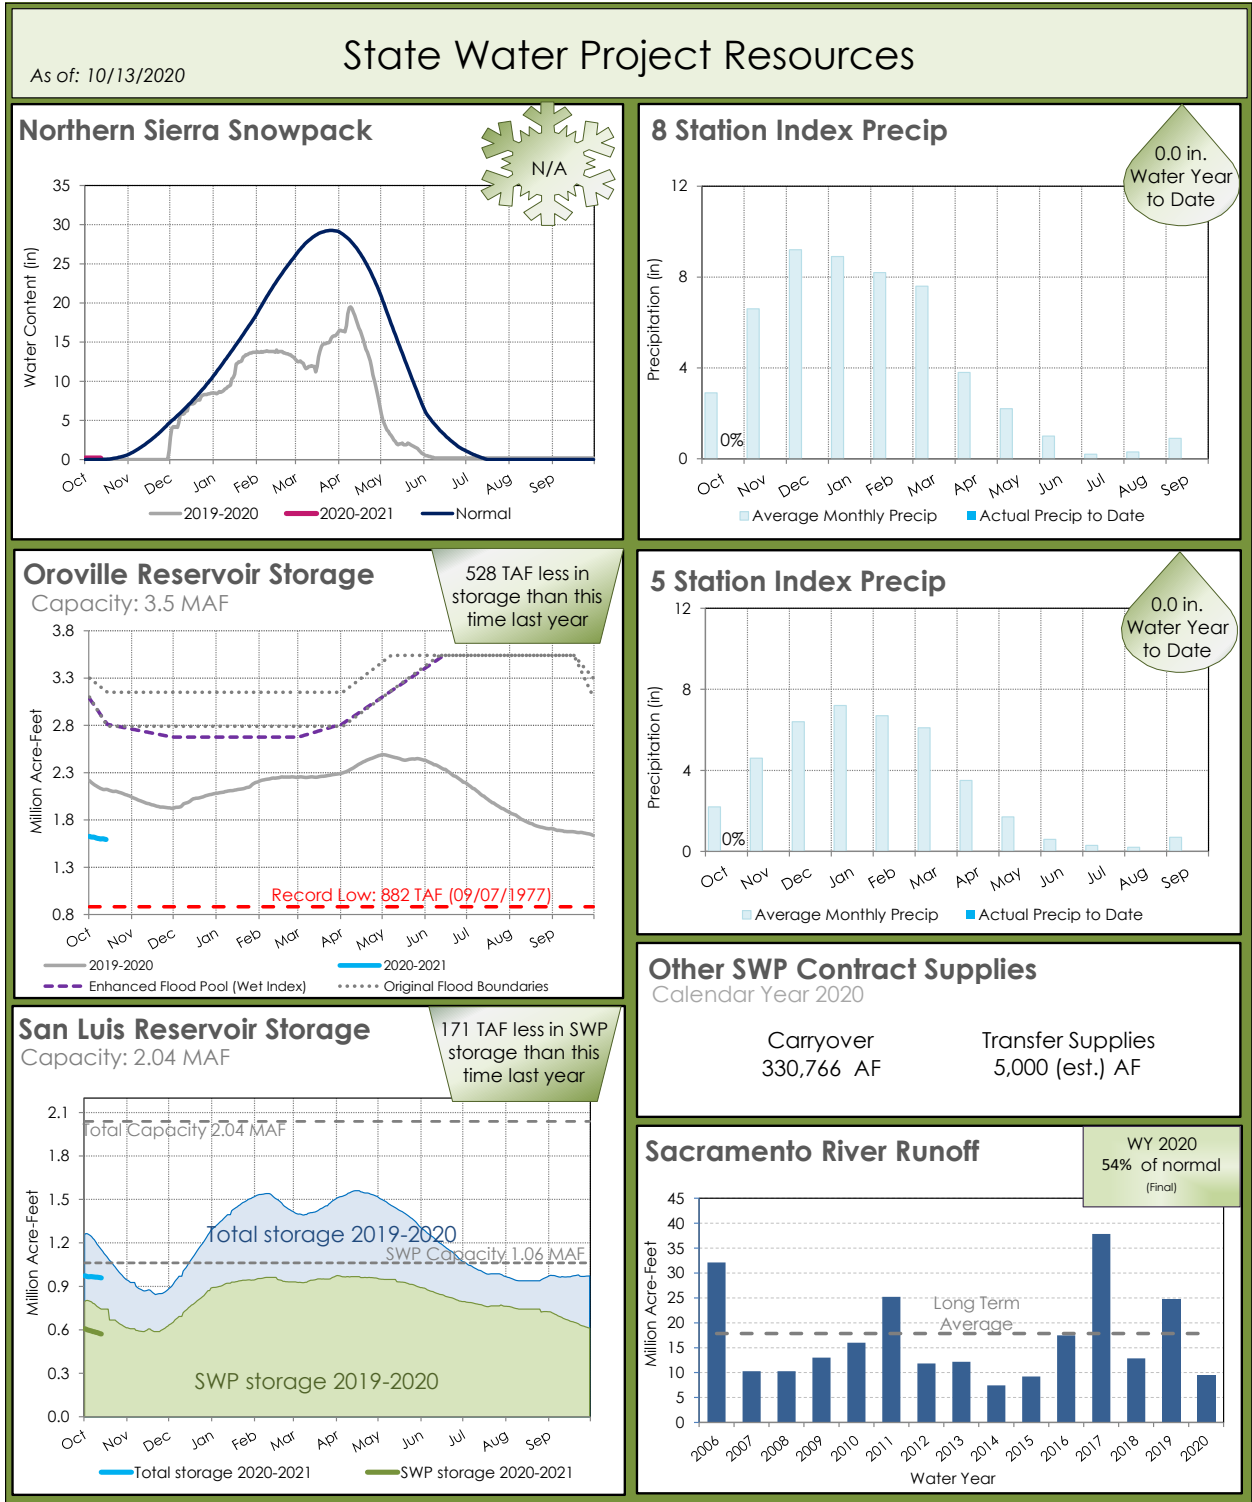 State Water Project Resources
As of: 10/13/2020
Northern Sierra Snowpack
N/A
Water Content (in)
35
30
25
20
15
10
5
0
Oct Nov Dec Jan Feb Mar Apr May Jun Jul Aug Sep
2019-2020 2020-2021 Normal
8 Station Index Precip
0.0 in.
Water Year
to Date
Precipitation (in)
12
8
4
0
0%
Oct Nov Dec Jan Feb Mar Apr May Jun Jul Aug Sep
Average Monthly Precip Actual Precip to Date
Oroville Reservoir Storage
Capacity: 3.5 MAF
528 TAF less in
storage than this
time last year
Million Acre-Feet
3.8
3.3
2.8
2.3
1.8
1.3
0.8
Record Low: 882 TAF (09/07/1977)
Oct Nov Dec Jan Feb Mar Apr May Jun Jul Aug Sep
2019-2020 2020-2021
Enhanced Flood Pool (Wet Index) Original Flood Boundaries
5 Station Index Precip
0.0 in.
Water Year
to Date
Precipitation (in)
12
8
4
0
0%
Oct Nov Dec Jan Feb Mar Apr May Jun Jul Aug Sep
Average Monthly Precip Actual Precip to Date
Other SWP Contract Supplies
Calendar Year 2020
Carryover Transfer Supplies
330,766 AF 5,000 (est.) AF
San Luis Reservoir Storage
Capacity: 2.04 MAF
171 TAF less in SWP
storage than this
time last year
Million Acre-Feet
2.1
1.8
1.5
1.2
0.9
0.6
0.3
0.0
Total Capacity 2.04 MAF
Total storage 2019-2020
SWP Capacity 1.06 MAF
SWP storage 2019-2020
Oct Nov Dec Jan Feb Mar Apr May Jun Jul Aug Sep
Total storage 2020-2021 SWP storage 2020-2021
Sacramento River Runoff
WY 2020
54% of normal
(Final)
Million Acre-Feet
45
40
35
30
25
20
15
10
5
0
Long Term
Average
2006 2007 2008 2009 2010 2011 2012 2013 2014 2015 2016 2017 2018 2019 2020
Water Year